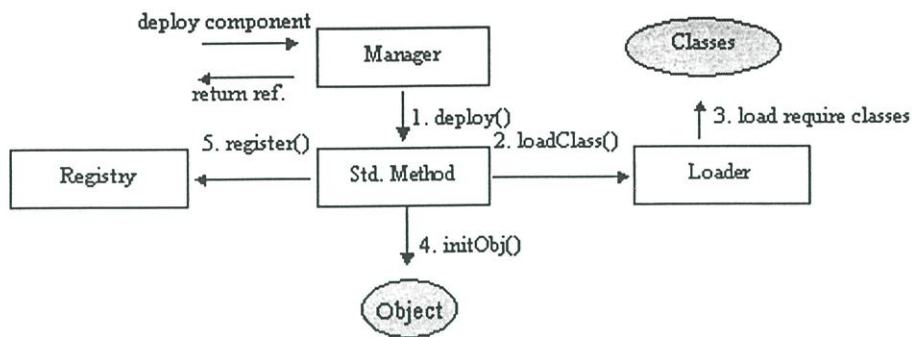 deploy component
Manager
Classes
return ref.
1. deploy()
3. load require classes
5. register()
2. loadClass()
Registry
Std. Method
Loader
4. initObj()
Object